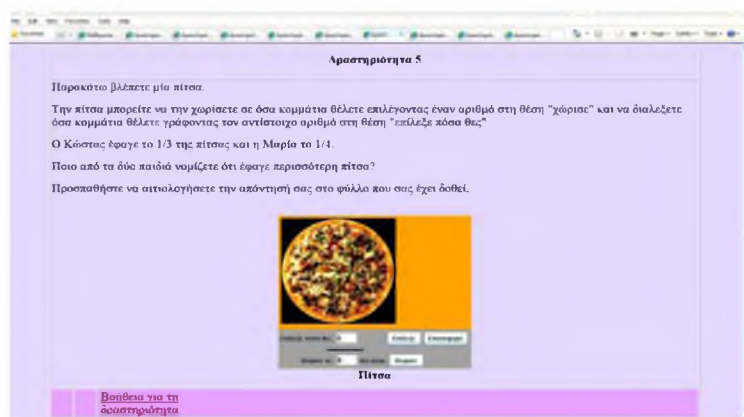 Δραστηριότητα 5
Παρακάτω βλέπετε μία πίτσα.
Την πίτσα μπορείτε να την χωρίσετε σε όσα κομμάτια θέλετε επιλέγοντας έναν αριθμό στη θέση "χώρισε" και να διαλεξετε
όσα κομμάτια θέλετε γράφοντας τον αντίστοιχο αριθμό στη θέση "επίλεξε πόσα θες"
Ο Κώστας έφαγε το 1/3 της πίτσας και η Μαρία το 1/4.
Ποιο από τα δύο παιδιά νομίζετε ότι έφαγε περισσότερη πίτσα?
Προσπαθήστε να αιτιολογήσετε την απάντησή σας στο φύλλο που σας έχει δοθεί.
Πίτσα
Βοήθεια για τη
δραστηριότητα